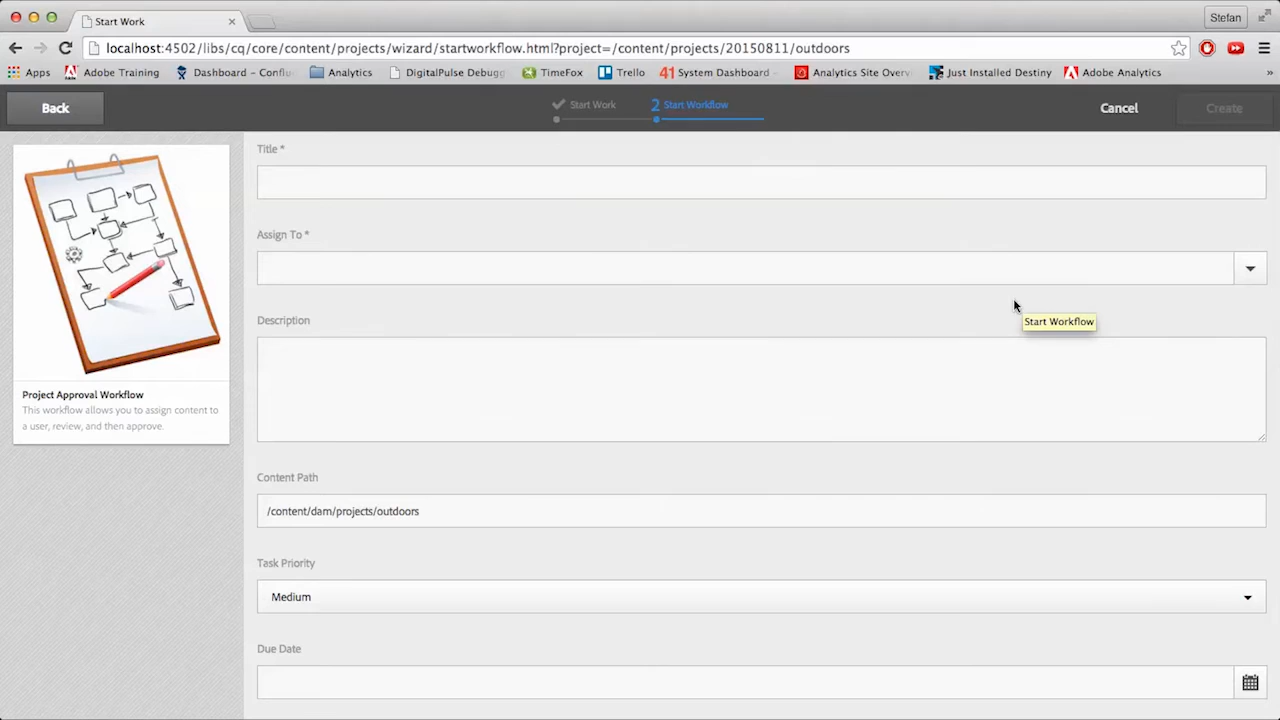 Start Work
Stefan
localhost:4502/libs/cq/core/content/projects/wizard/startworkflow.html?project=/content/projects/20150811/outdoors
Apps Adobe Training Dashboard – Conflu Analytics DigitalPulse Debugg TimeFox Trello 41 System Dashboard - Analytics Site Overvi Just Installed Destiny Adobe Analytics »
Back Start Work 2 Start Workflow Cancel Create
Title *
Assign To *
Start Workflow
Description
Project Approval Workflow
This workflow allows you to assign content to
a user, review, and then approve.
Content Path
/content/dam/projects/outdoors
Task Priority
Medium
Due Date